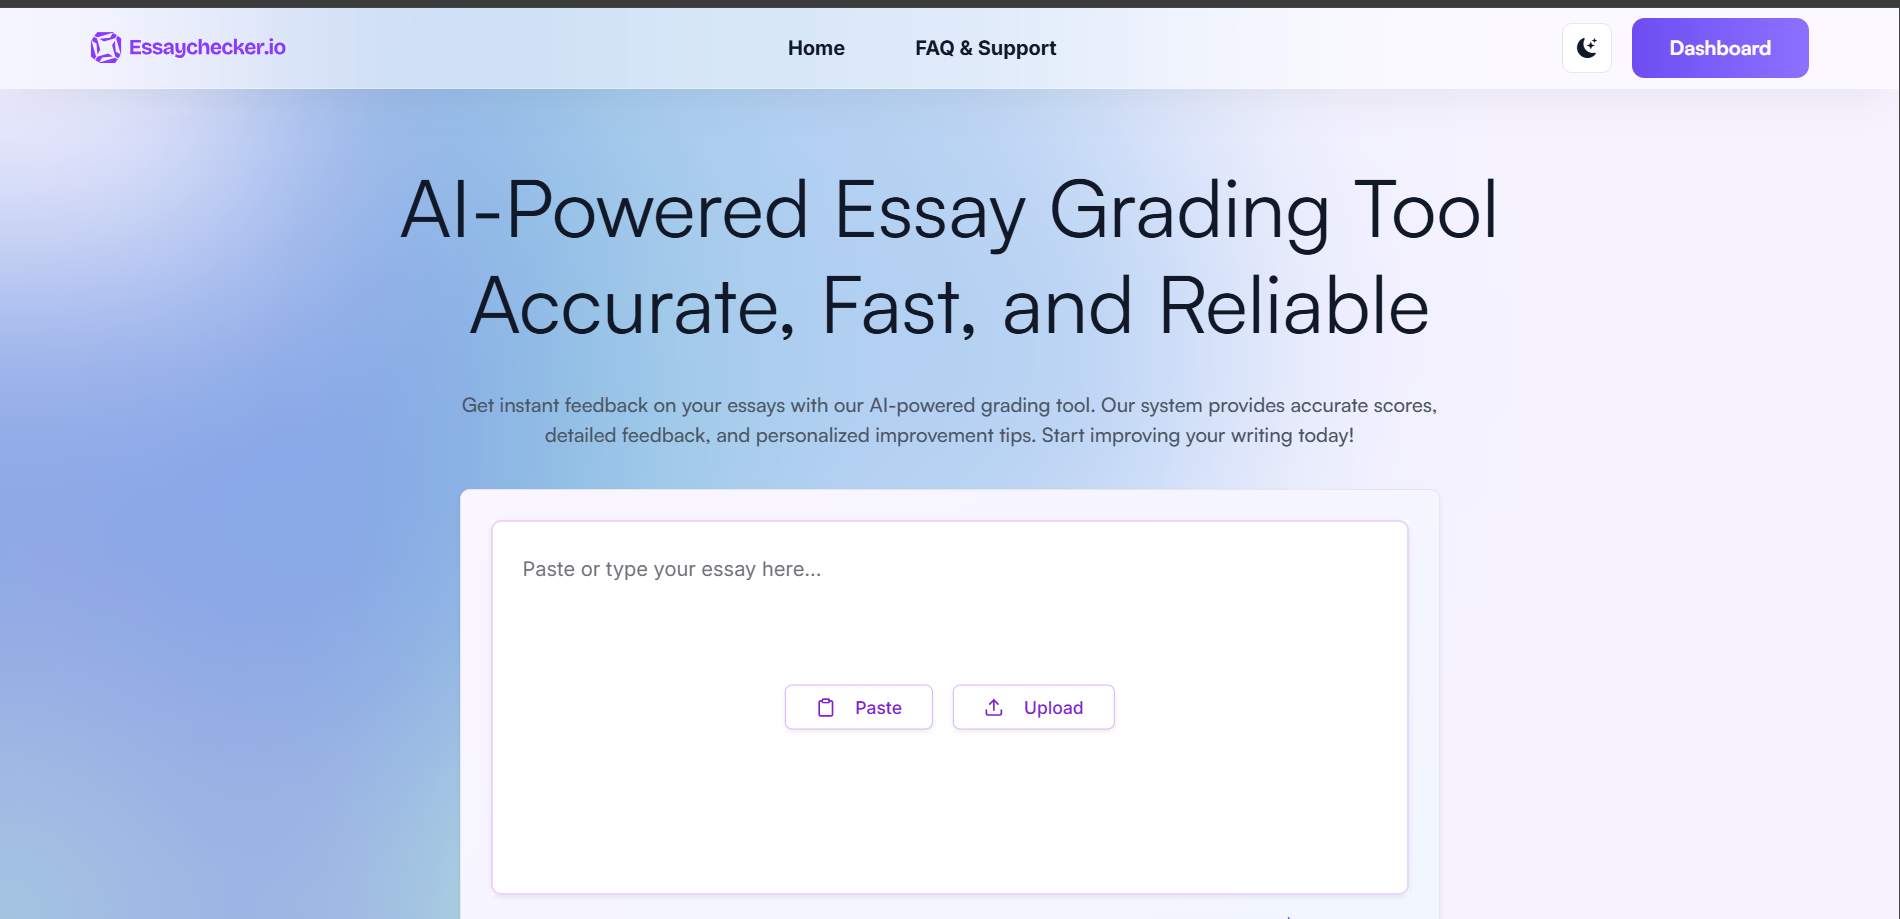 Essaychecker.io
Home
FAQ & Support
Dashboard
AI-Powered Essay Grading Tool
Accurate, Fast, and Reliable
Get instant feedback on your essays with our AI-powered grading tool. Our system provides accurate scores,
detailed feedback, and personalized improvement tips. Start improving your writing today!
Paste or type your essay here...
Paste
Upload